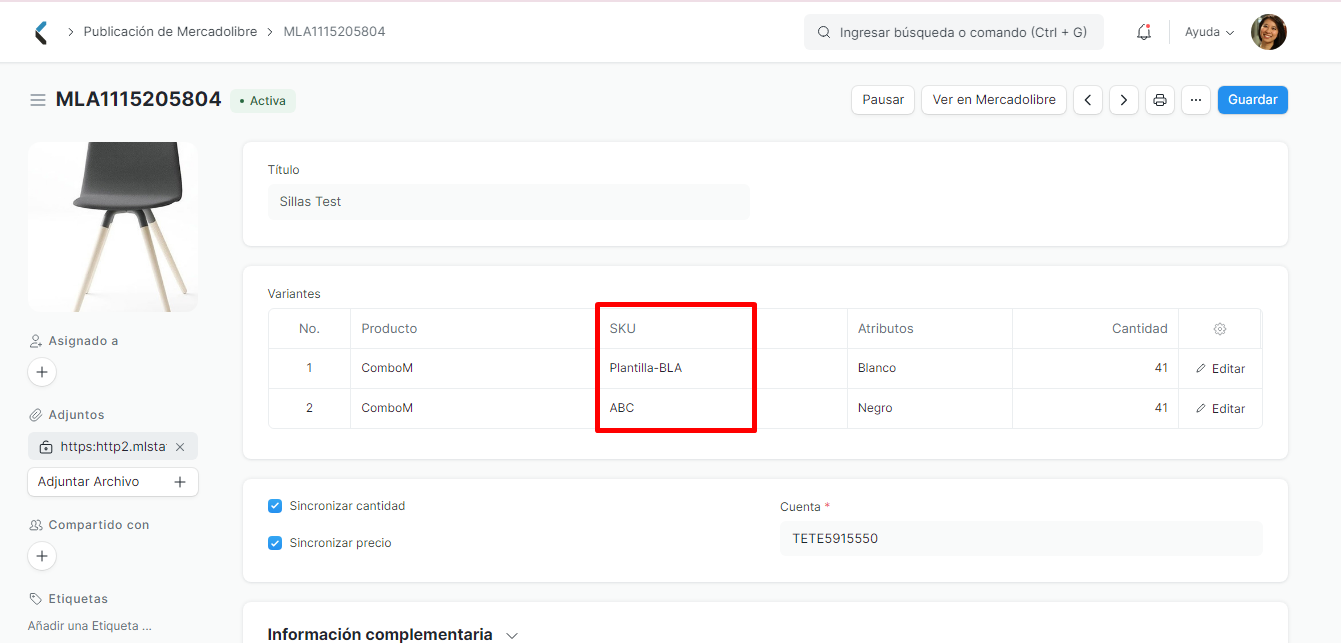 Publicación de Mercadolibre
MLA1115205804
Ingresar búsqueda o comando (Ctrl + G)
Ayuda
MLA1115205804
Activa
Pausar
Ver en Mercadolibre
Guardar
Título
Sillas Test
Variantes
No. Producto SKU Atributos Cantidad
1 ComboM Plantilla-BLA Blanco 41 Editar
2 ComboM ABC Negro 41 Editar
Asignado a
Adjuntos
https:http2.mlsta
Adjuntar Archivo
Compartido con
Etiquetas
Añadir una Etiqueta ...
Sincronizar cantidad
Sincronizar precio
Cuenta *
TETE5915550
Información complementaria